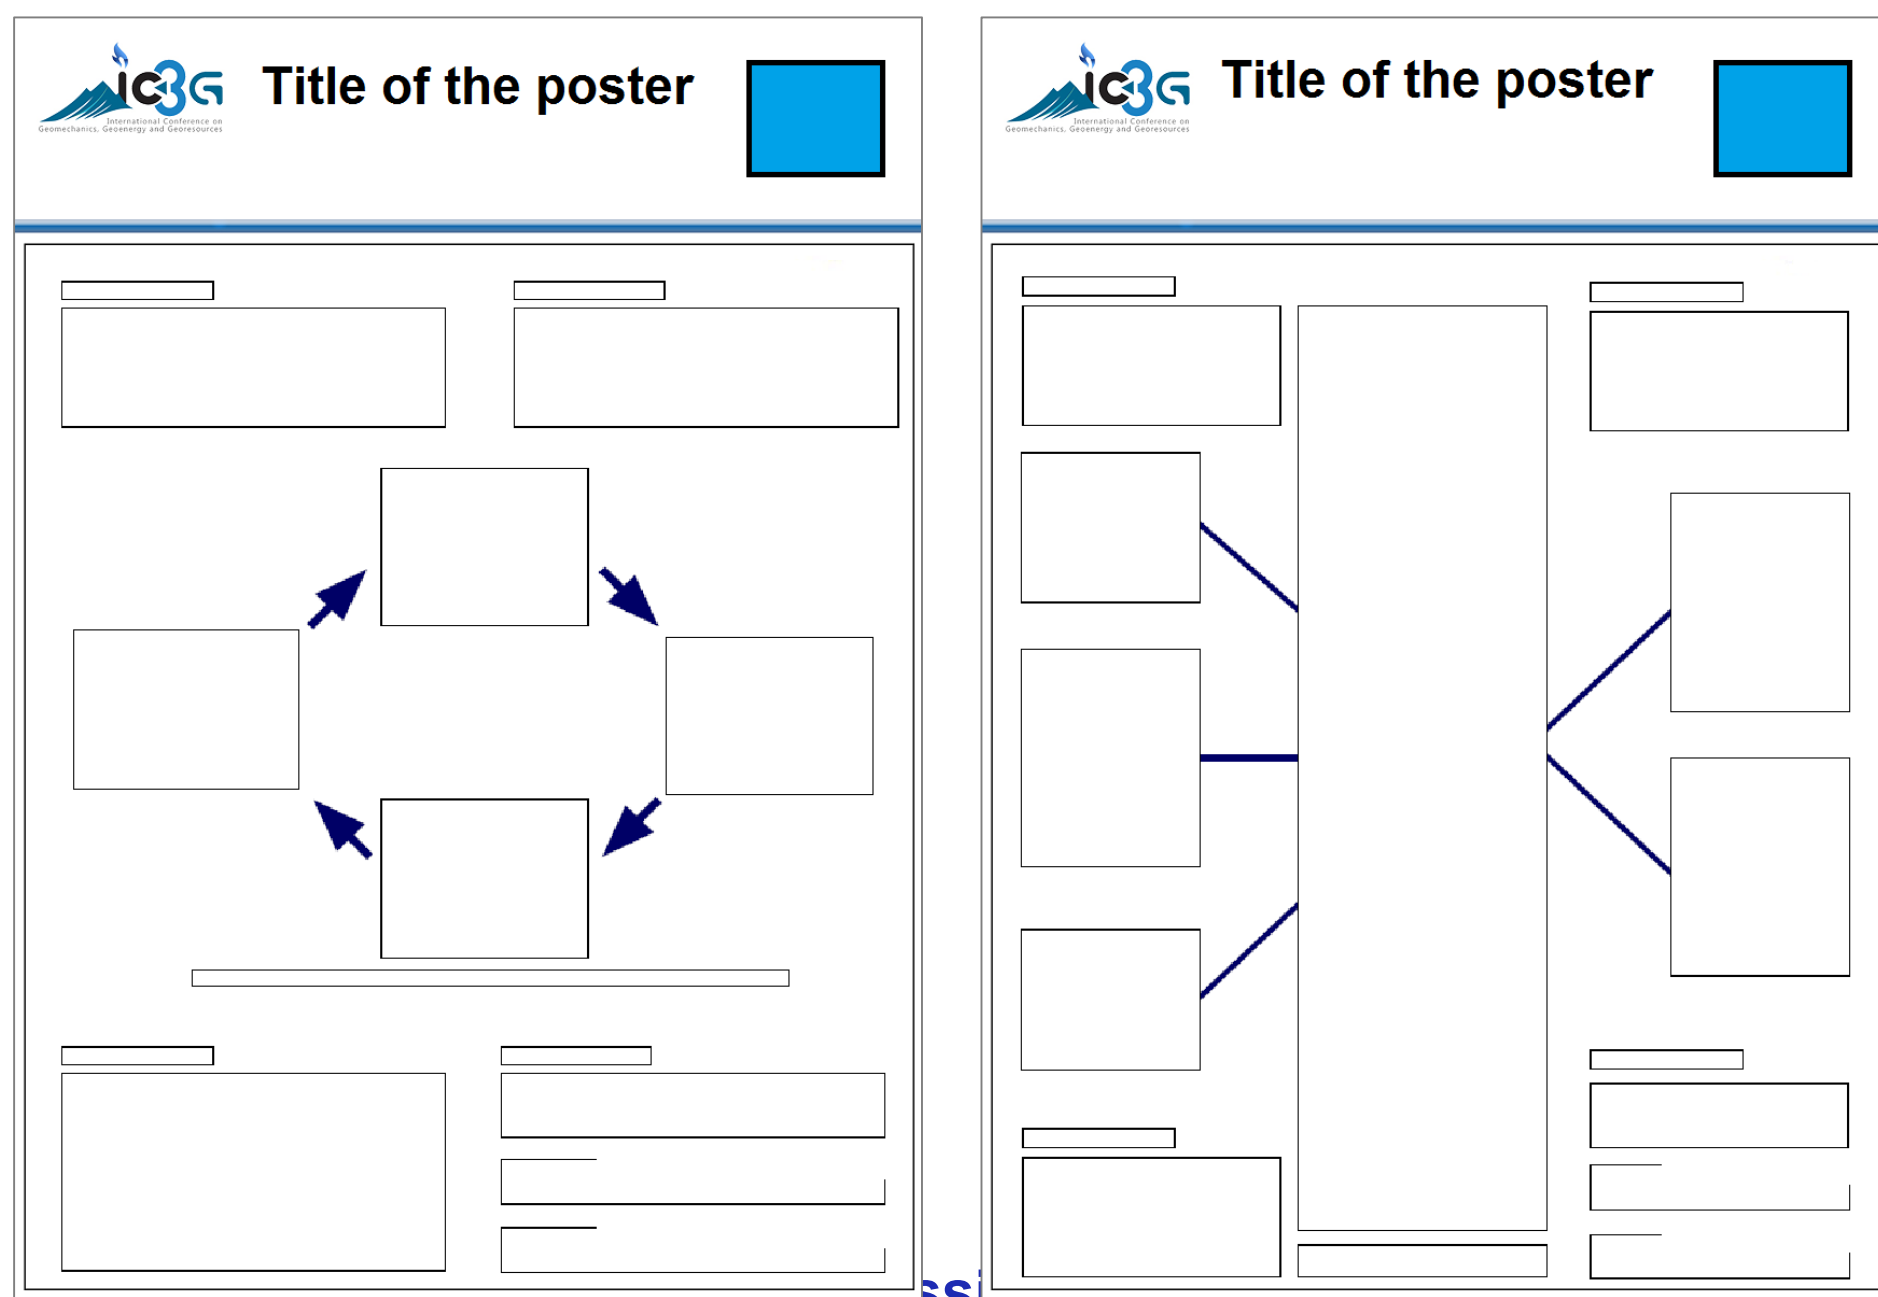 ic3G
Title of the poster
International Conference on
Geomechanics, Geoenergy and Georesources
ic3G
Title of the poster
International Conference on
Geomechanics, Geoenergy and Georesources